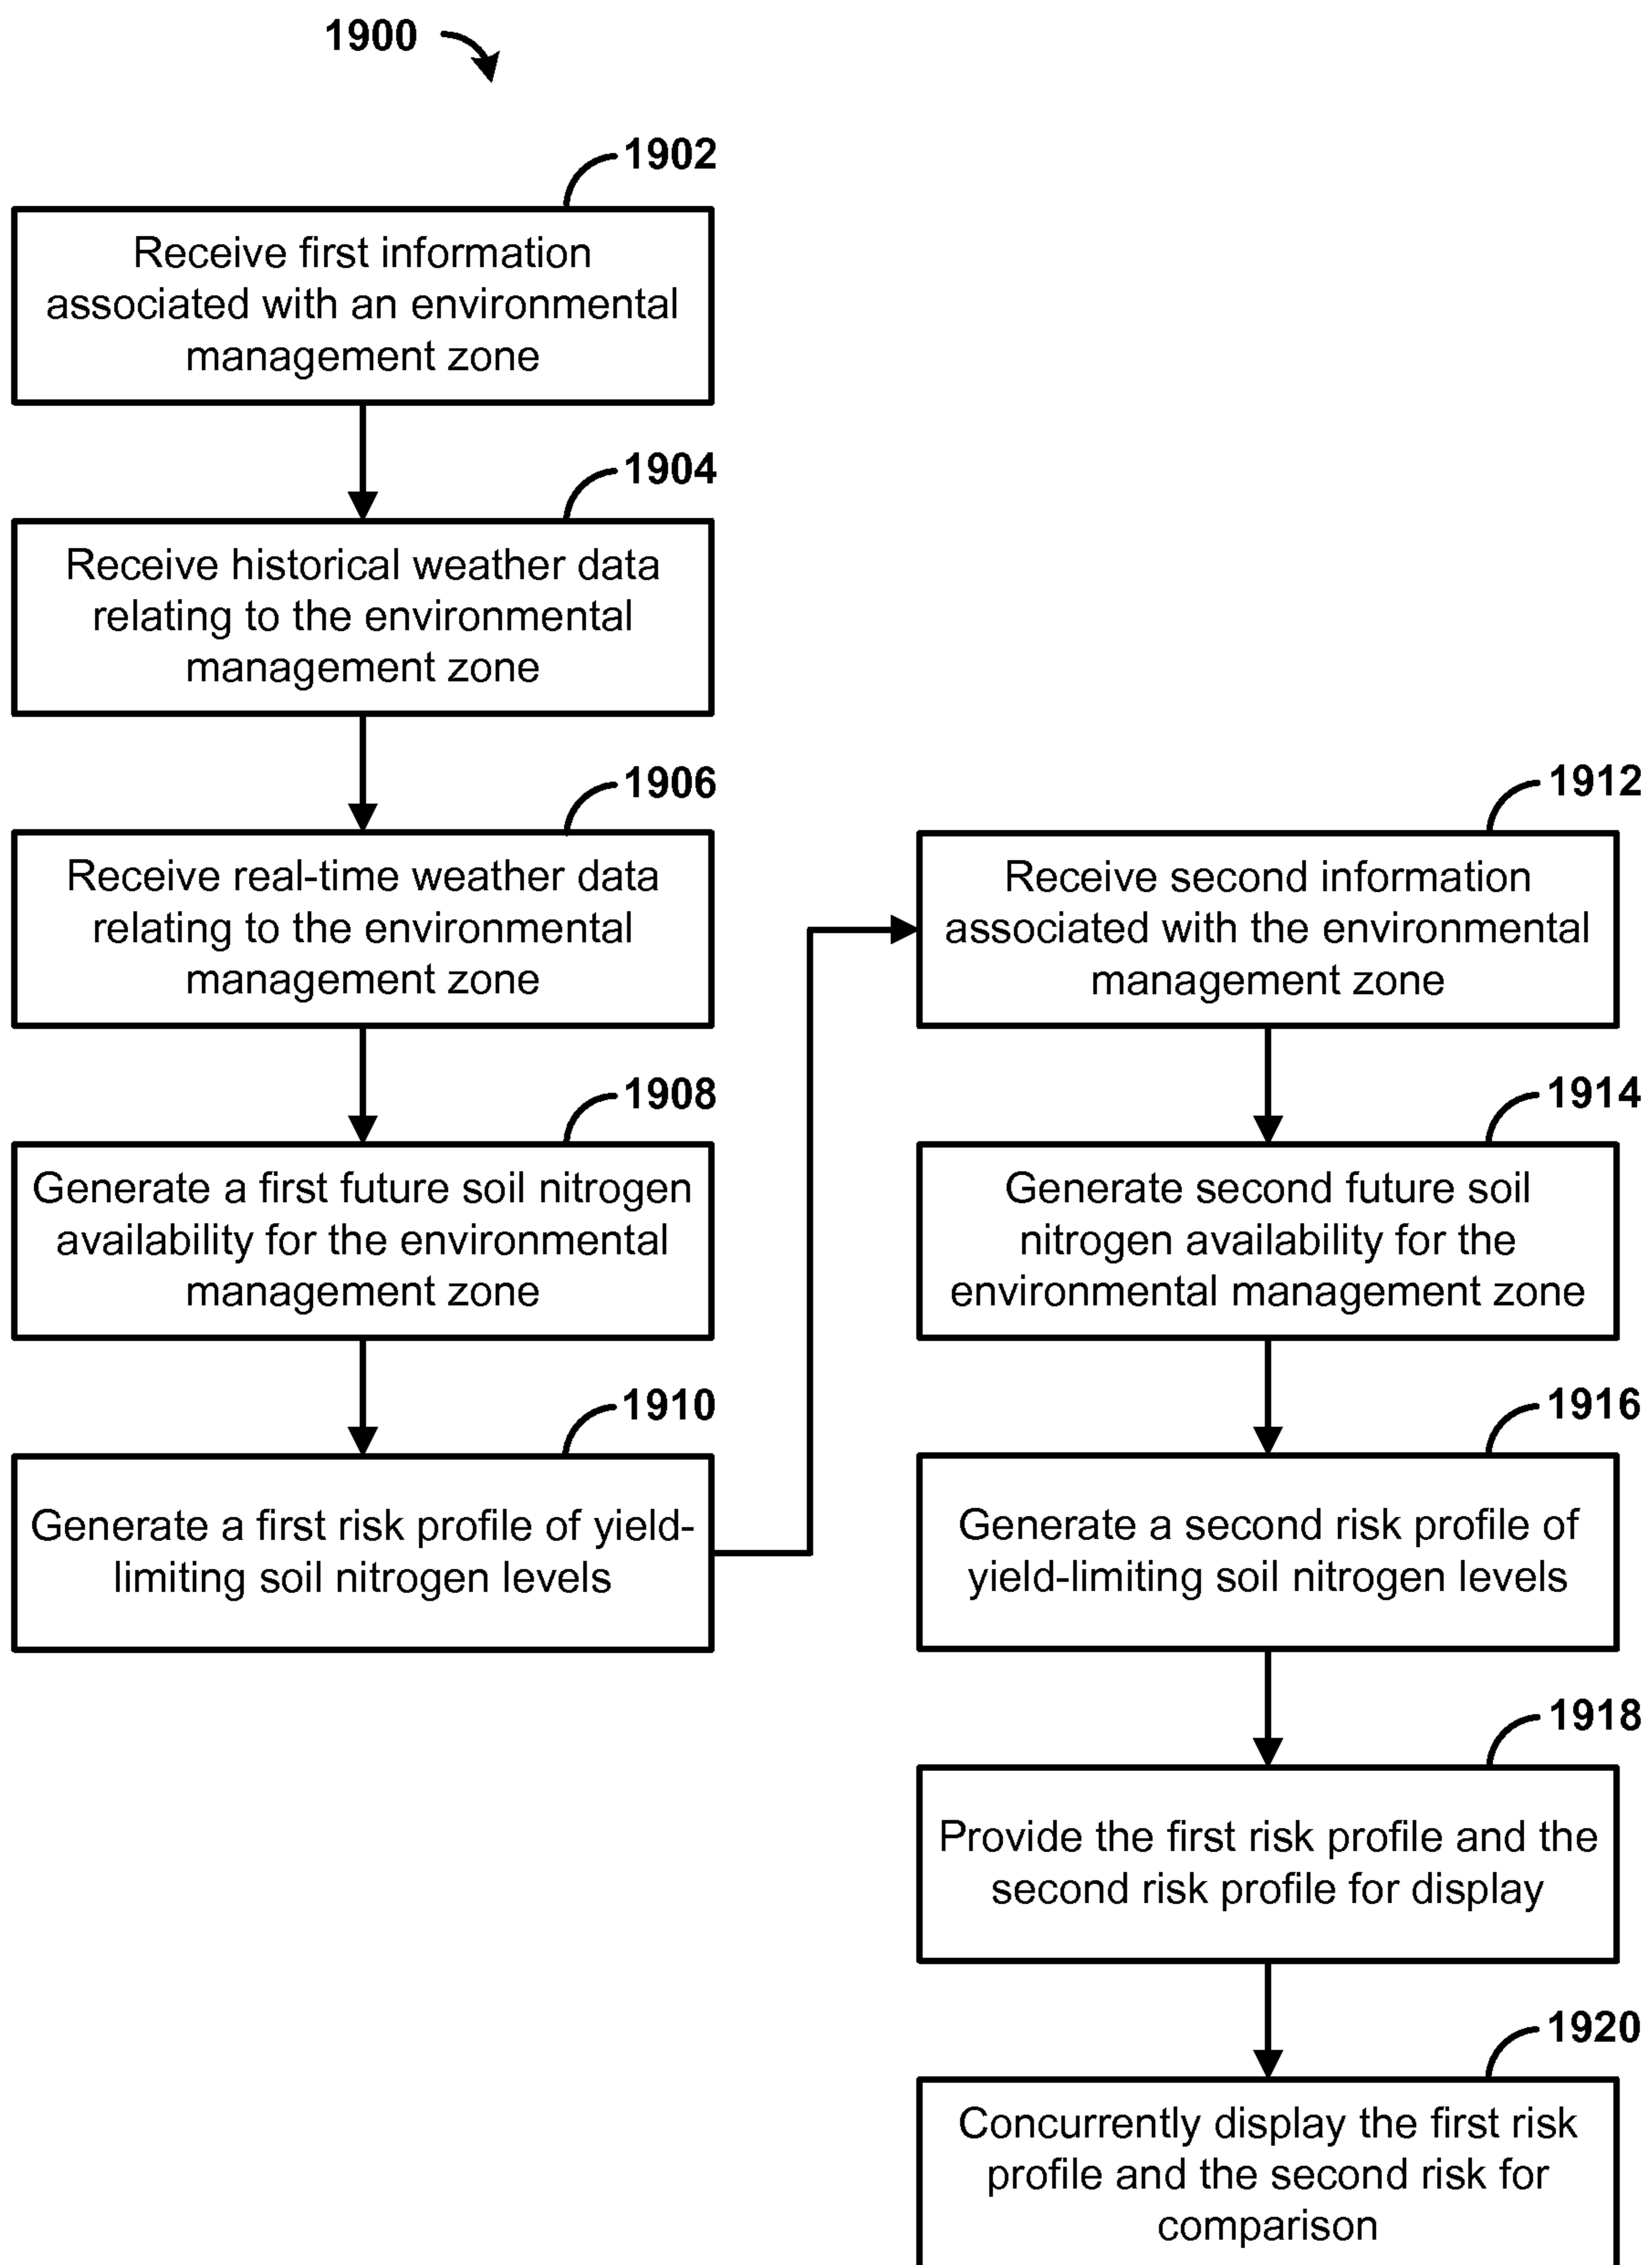 1900
1902
Receive first information
associated with an environmental
management zone
1904
Receive historical weather data
relating to the environmental
management zone
1906
Receive real-time weather data
relating to the environmental
management zone
1908
Generate a first future soil nitrogen
availability for the environmental
management zone
1910
Generate a first risk profile of yield-
limiting soil nitrogen levels
1912
Receive second information
associated with the environmental
management zone
1914
Generate second future soil
nitrogen availability for the
environmental management zone
1916
Generate a second risk profile of
yield-limiting soil nitrogen levels
1918
Provide the first risk profile and the
second risk profile for display
1920
Concurrently display the first risk
profile and the second risk for
comparison